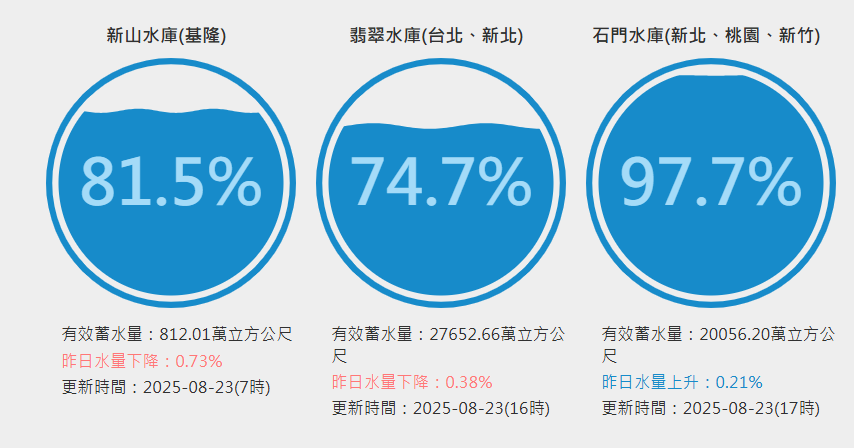 新山水庫(基隆)
81.5%
有效蓄水量：812.01萬立方公尺
昨日水量下降：0.73%
更新時間：2025-08-23(7時)
翡翠水庫(台北、新北)
74.7%
有效蓄水量：27652.66萬立方公
尺
昨日水量下降：0.38%
更新時間：2025-08-23(16時)
石門水庫(新北、桃園、新竹)
97.7%
有效蓄水量：20056.20萬立方公
尺
昨日水量上升：0.21%
更新時間：2025-08-23(17時)